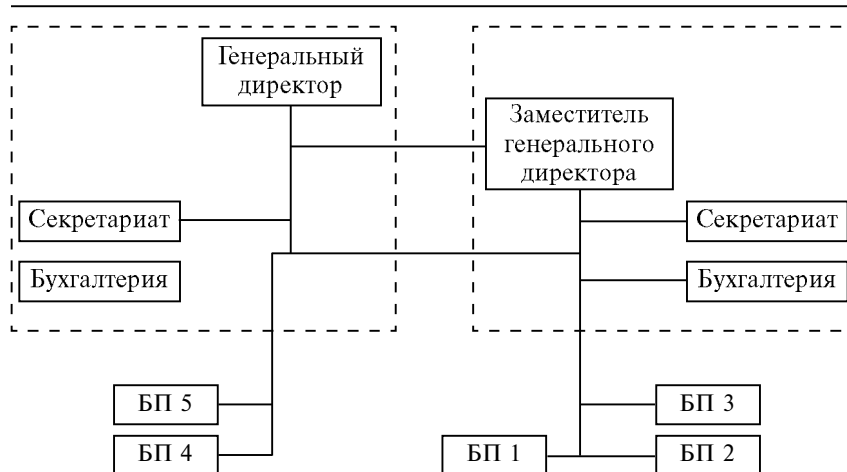 Генеральный
директор
Заместитель
генерального
директора
Секретариат
Секретариат
Бухгалтерия
Бухгалтерия
БП 5
БП 3
БП 4
БП 1
БП 2